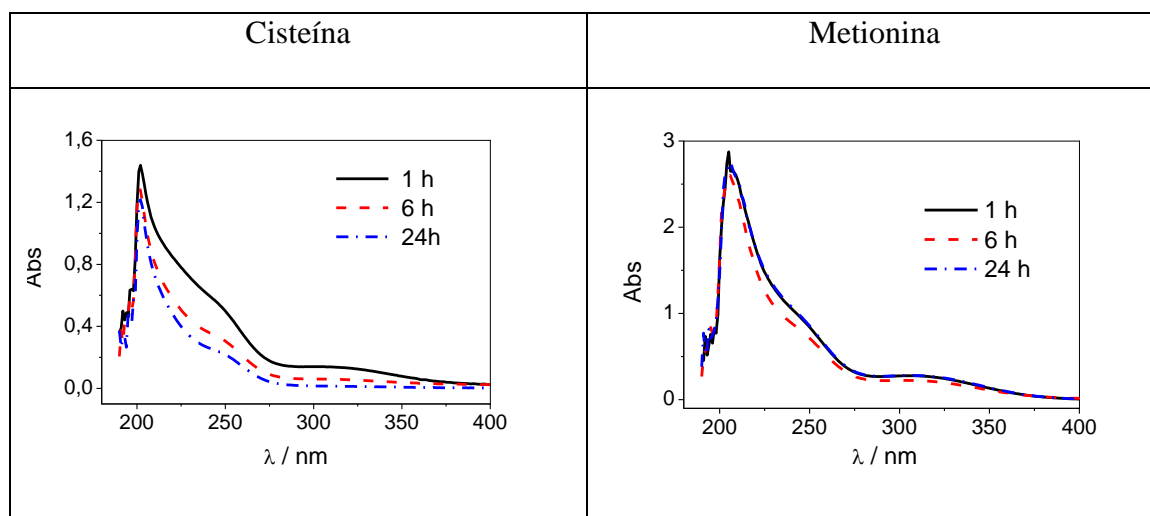 Cisteína
Metionina
1,6
1,2
0,8
0,4
0,0
Abs
1 h
6 h
24h
200 250 300 350 400
λ / nm
3
2
1
0
Abs
1 h
6 h
24 h
200 250 300 350 400
λ / nm